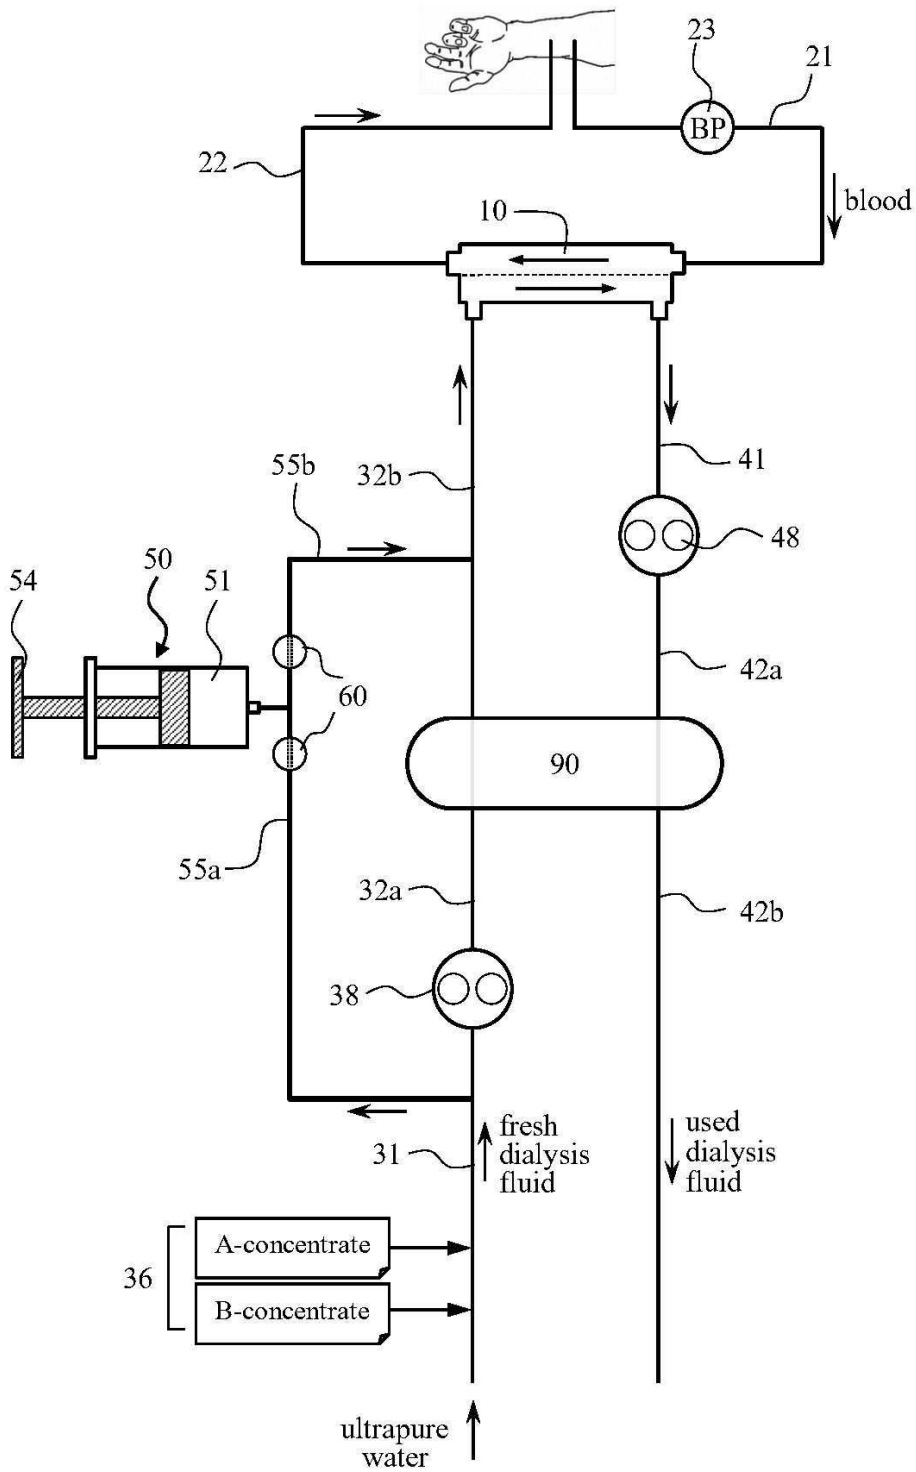 23
21
BP
22
blood
10
41
55b
32b
50
48
54
51
42a
60
90
55a
32a
42b
38
fresh
dialysis
fluid
used
dialysis
fluid
31
A-concentrate
36
B-concentrate
ultrapure
water